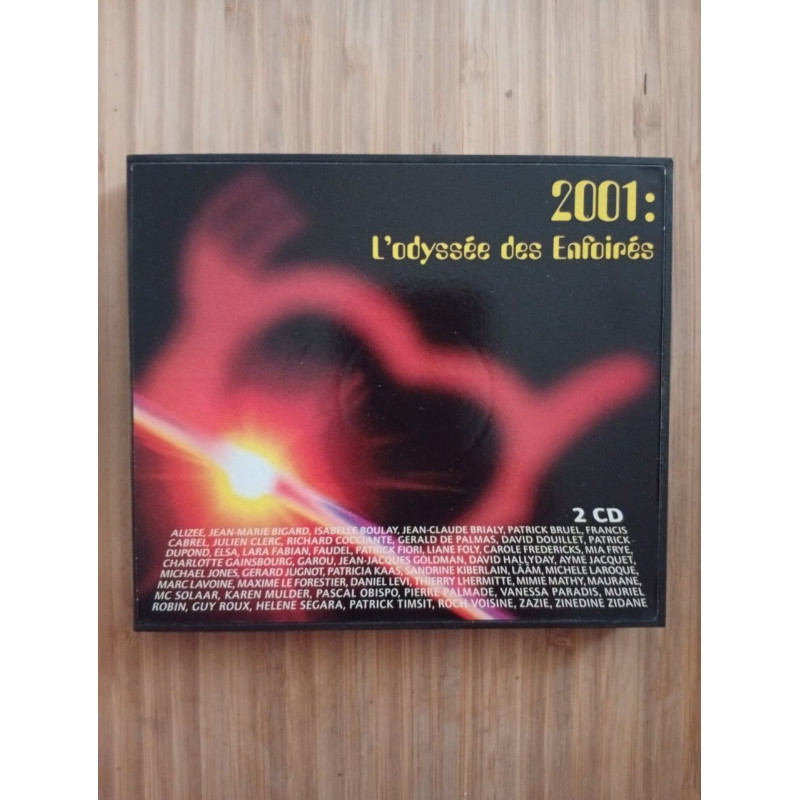 2001:
L'odyssée des Enfoirés
2 CD
ALIZEE, JEAN-MARIE BIGARD, ISABELLE BOULAY, JEAN-CLAUDE BRIALY, PATRICK BRUEL, FRANCIS
CABREL, JULIEN CLERC, RICHARD COCCIANTE, GERALD DE PALMAS, DAVID DOUILLET, PATRICK
DUPOND, ELSA, LARA FABIAN, FAUDEL, PATRICK FIORI, LIANE FOLY, CAROLE FREDERICKS, MIA FRYE,
CHARLOTTE GAINSBOURG, GAROU, JEAN-JACQUES GOLDMAN, DAVID HALLYDAY, AYME JACQUET,
MICHAEL JONES, GERARD JUGNOT, PATRICIA KAAS, SANDRINE KIBERLAIN, LÂÂM, MICHELE LAROQUE,
MARC LAVOINE, MAXIME LE FORESTIER, DANIEL LEVI, THIERRY LHERMITTE, MIMIE MATHY, MAURANE,
MC SOLAAR, KAREN MULDER, PASCAL OBISPO, PIERRE PALMADE, VANESSA PARADIS, MURIEL
ROBIN, GUY ROUX, HELENE SEGARA, PATRICK TIMSIT, ROCH VOISINE, ZAZIE, ZINEDINE ZIDANE